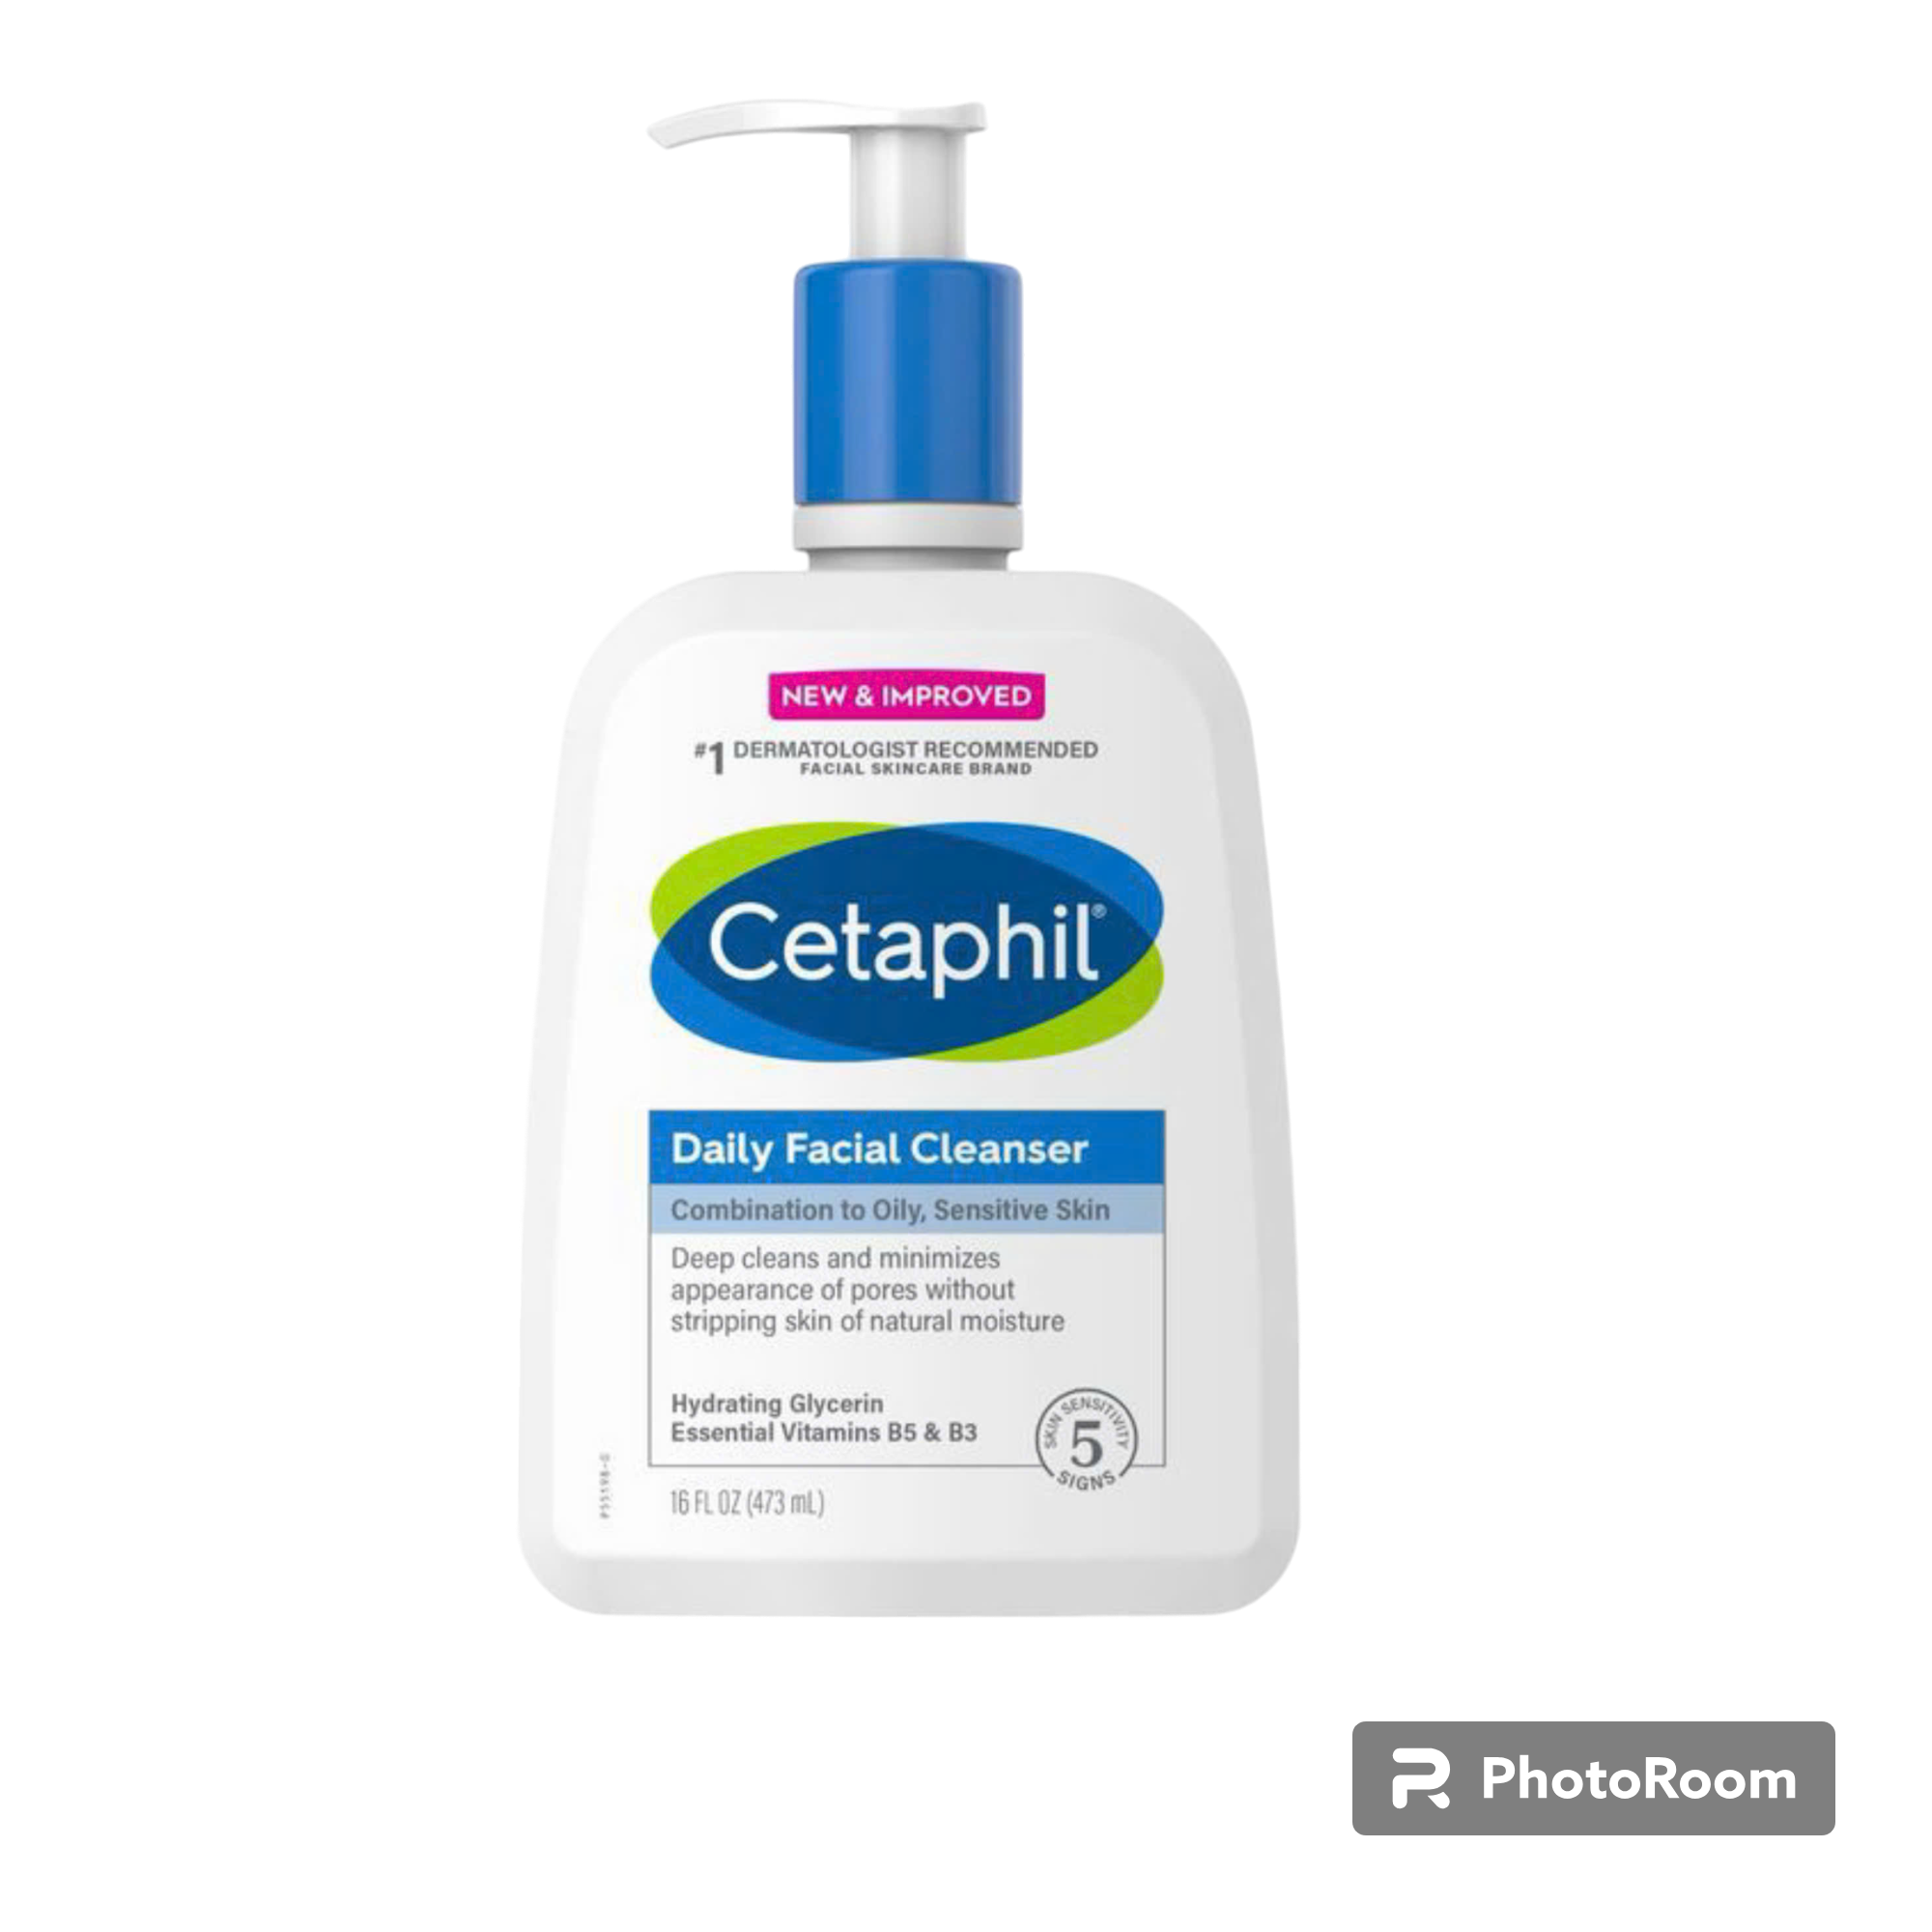 NEW & IMPROVED
#1 DERMATOLOGIST RECOMMENDED
FACIAL SKINCARE BRAND
Cetaphil®
Daily Facial Cleanser
Combination to Oily, Sensitive Skin
Deep cleans and minimizes
appearance of pores without
stripping skin of natural moisture
Hydrating Glycerin
Essential Vitamins B5 & B3
SKIN SENSITIVITY
5
SIGNS
16 FL OZ (473 mL)
PhotoRoom